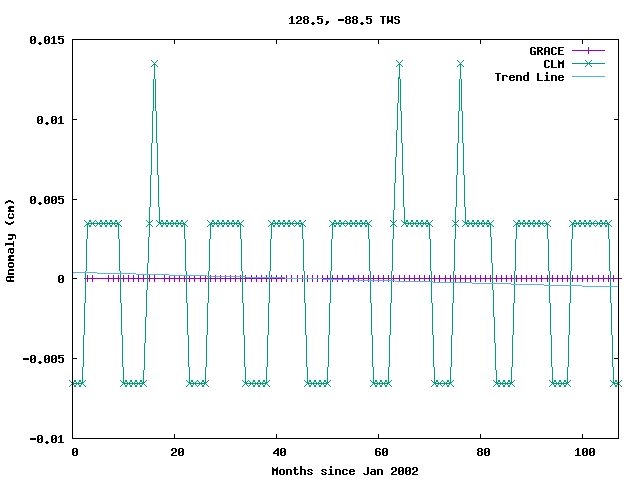 128.5, -88.5 TWS
GRACE
CLM
Trend Line
0.015
0.01
0.005
0
-0.005
-0.01
Anomaly (cm)
0 20 40 60 80 100
Months since Jan 2002